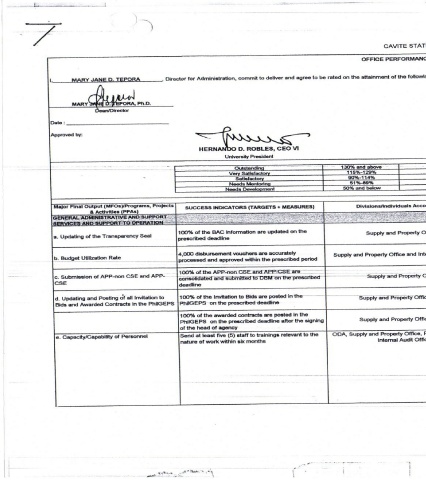 CAVITE STAT
OFFICE PERFORMANC
I, MARY JANE D. TEPORA , Director for Administration, commit to deliver and agree to be rated on the attainment of the followi
MARY JANE D. TEPORA, Ph.D.
Dean/Director
Date :
Approved by:
HERNANDO D. ROBLES, CEO VI
University President
Outstanding 130% and above
Very Satisfactory 115%-129%
Satisfactory 90%-114%
Needs Mentoring 51%-89%
Needs Development 50% and below
Major Final Output (MFOs)/Programs, Projects & Activities (PPAs)
SUCCESS INDICATORS (TARGETS + MEASURES)
Divisions/Individuals Acco
GENERAL ADMINISTRATIVE AND SUPPORT
SERVICES AND SUPPORT TO OPERATION
a. Updating of the Transparency Seal
100% of the BAC information are updated on the
prescribed deadline
Supply and Property O
b. Budget Utilization Rate
4,000 disbursement vouchers are accurately
processed and approved within the prescribed period
Supply and Property Office and Inte
c. Submission of APP-non CSE and APP-
CSE
100% of the APP-non CSE and APP-CSE are
consolidated and submitted to DBM on the prescribed
deadline
Supply and Property O
d. Updating and Posting of all Invitation to
Bids and Awarded Contracts in the PhilGEPS
100% of the Invitation to Bids are posted in the
PhilGEPS on the prescribed deadline
Supply and Property Offic
100% of the awarded contracts are posted in the
PhilGEPS on the prescribed deadline after the signing
of the head of agency
Supply and Property Offic
e. Capacity/Capability of Personnel
Send at least five (5) staff to trainings relevant to the
nature of work within six months
ODA, Supply and Property Office, P
Internal Audit Offic